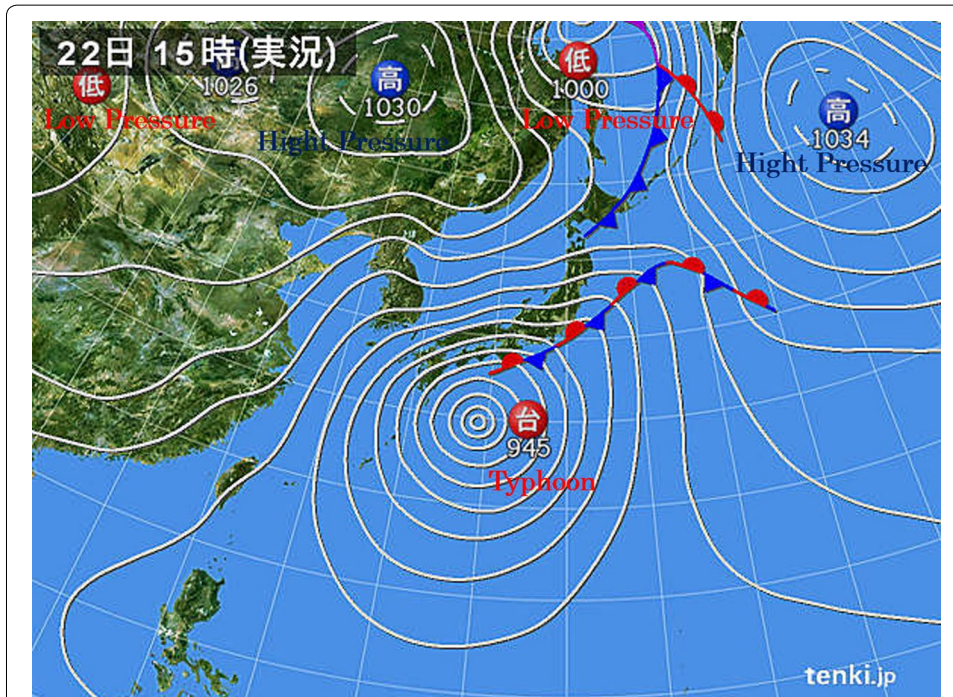 22日 15時(実況)
低
Low Pressure
1026
高
1030
Hight Pressure
低
1000
Low Pressure
高
1034
Hight Pressure
台
945
Typhoon
tenki.jp